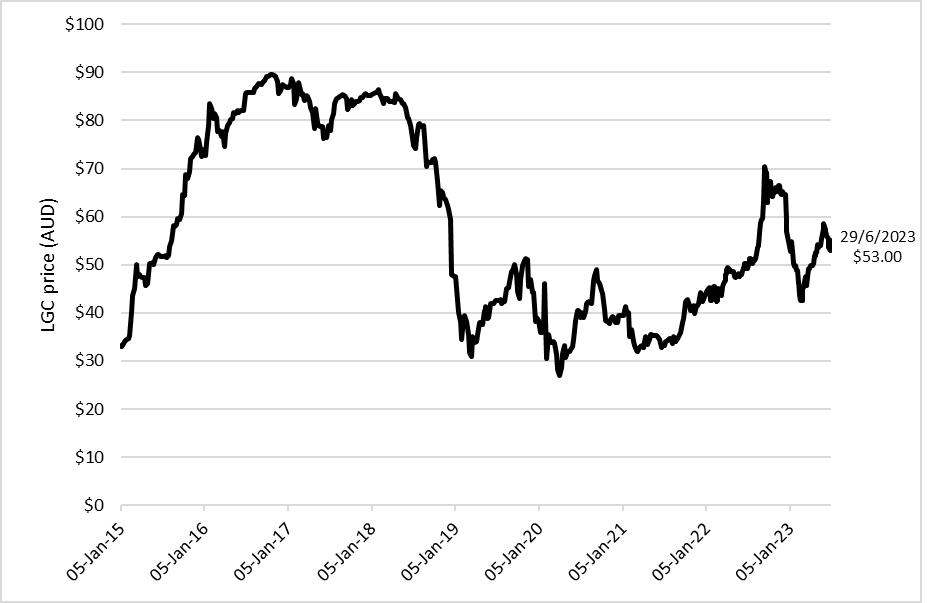 $100
$90
$80
$70
$60
$50
$40
$30
$20
$10
$0
LGC price (AUD)
29/6/2023
$53.00
05-Jan-15
05-Jan-16
05-Jan-17
05-Jan-18
05-Jan-19
05-Jan-20
05-Jan-21
05-Jan-22
05-Jan-23